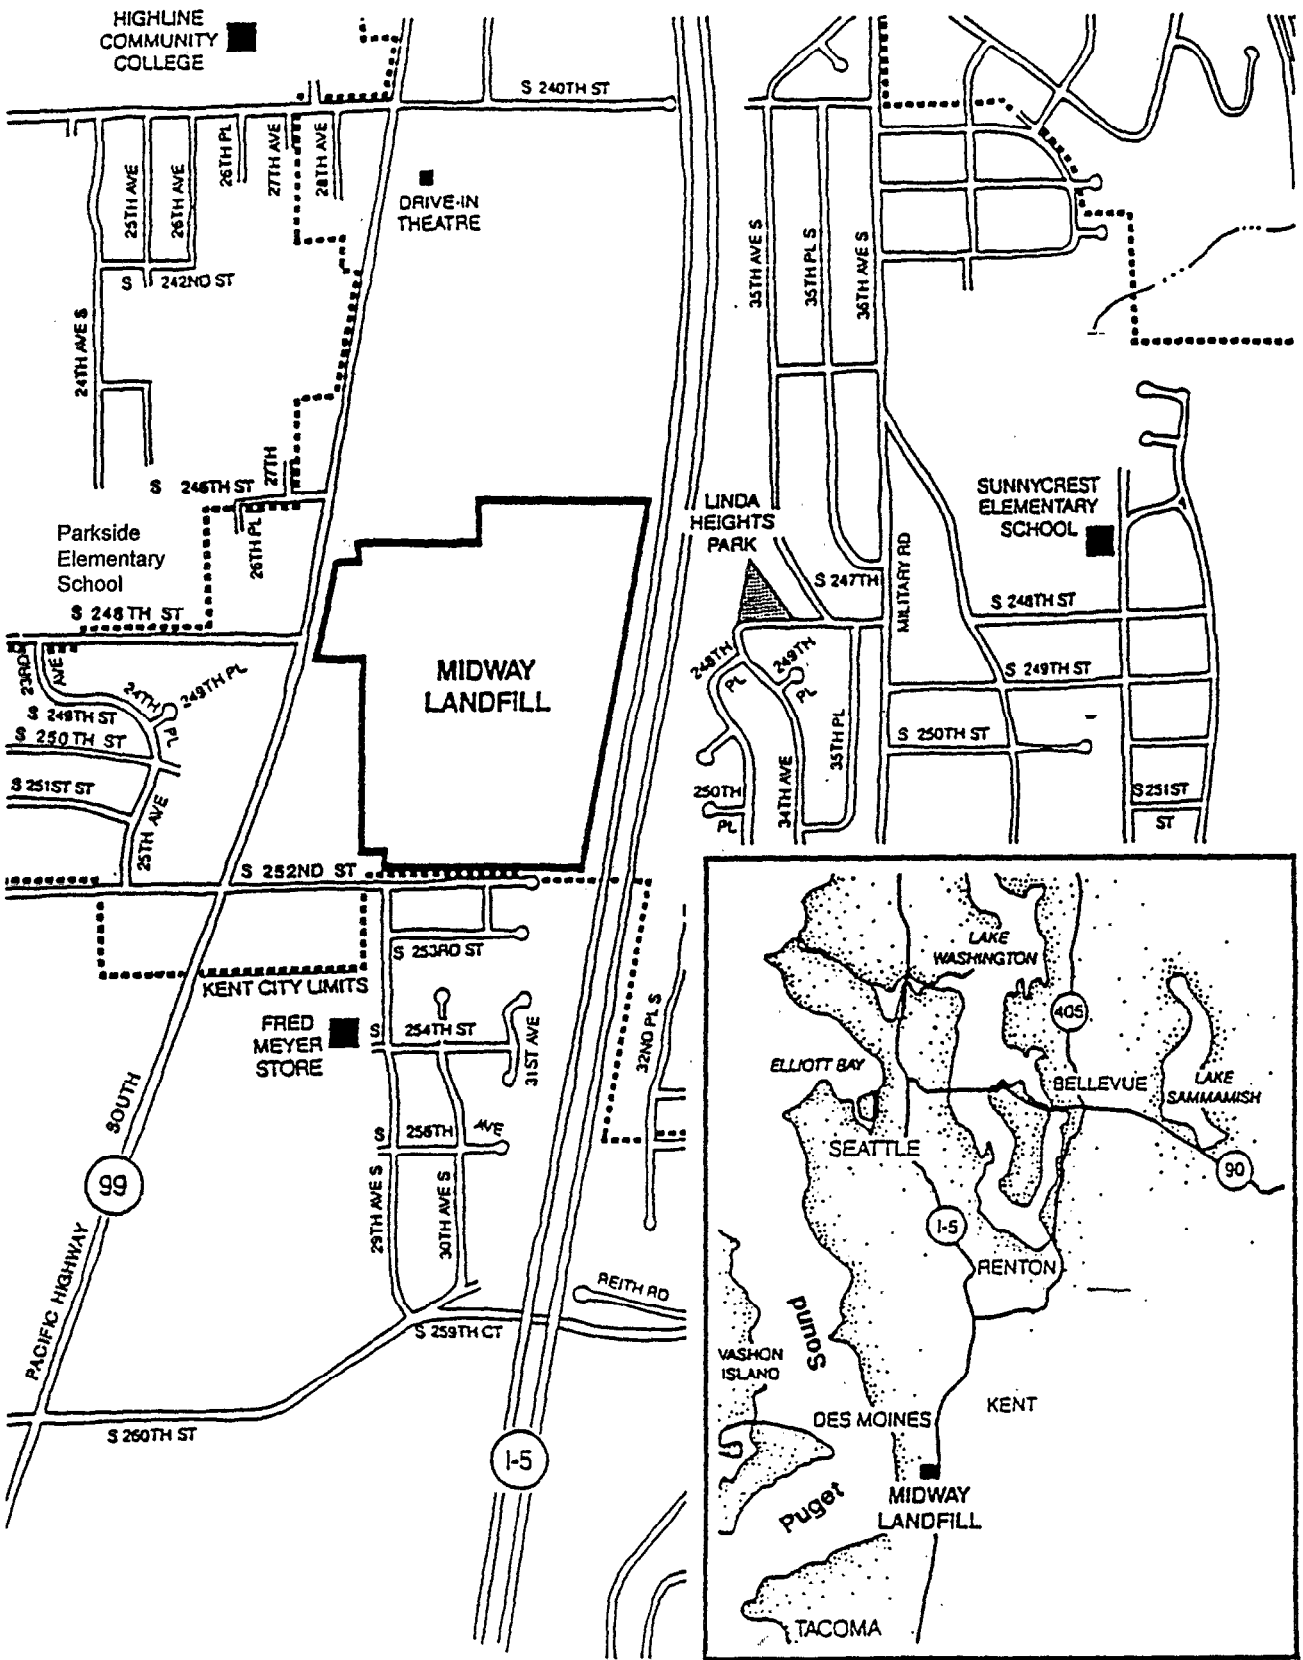 HIGHLINE
COMMUNITY
COLLEGE
S 240TH ST
25TH AVE
26TH AVE
26TH PL
27TH AVE
28TH AVE
DRIVE-IN
THEATRE
S 242ND ST
24TH AVE S
35TH AVE S
35TH PL S
36TH AVE S
S 246TH ST
27TH
26TH PL
Parkside
Elementary
School
S 248TH ST
LINDA
HEIGHTS
PARK
SUNNYCREST
ELEMENTARY
SCHOOL
S 247TH
MILITARY RD
S 248TH ST
S 249TH ST
S 250TH ST
S 251ST
ST
MIDWAY
LANDFILL
23RD
AVE
24TH
PL
249TH PL
S 249TH ST
S 250TH ST
S 251ST ST
25TH AVE
248TH
PL
249TH
PL
250TH
PL
34TH AVE
35TH PL
S 252ND ST
S 253RD ST
KENT CITY LIMITS
FRED
MEYER
STORE
S 254TH ST
31ST AVE
32ND PL S
S 256TH AVE
29TH AVE S
30TH AVE S
REITH RD
S 259TH CT
PACIFIC HIGHWAY SOUTH
99
S 260TH ST
I-5
LAKE
WASHINGTON
405
ELLIOTT BAY
BELLEVUE
LAKE
SAMMAMISH
SEATTLE
90
I-5
RENTON
Puget Sound
VASHON
ISLAND
KENT
DES MOINES
MIDWAY
LANDFILL
TACOMA